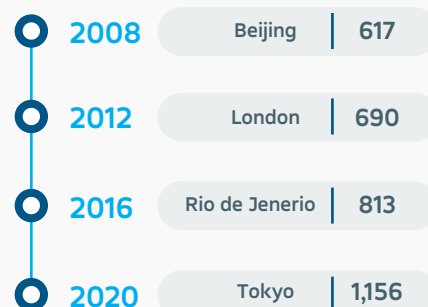 2008 Beijing 617
2012 London 690
2016 Rio de Jenerio 813
2020 Tokyo 1,156